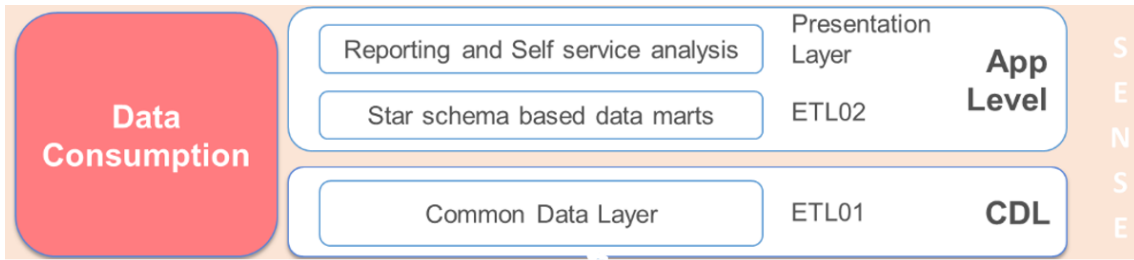 Data
Consumption
Reporting and Self service analysis
Presentation
Layer
Star schema based data marts
ETL02
App
Level
Common Data Layer
ETL01
CDL
S
E
N
S
E